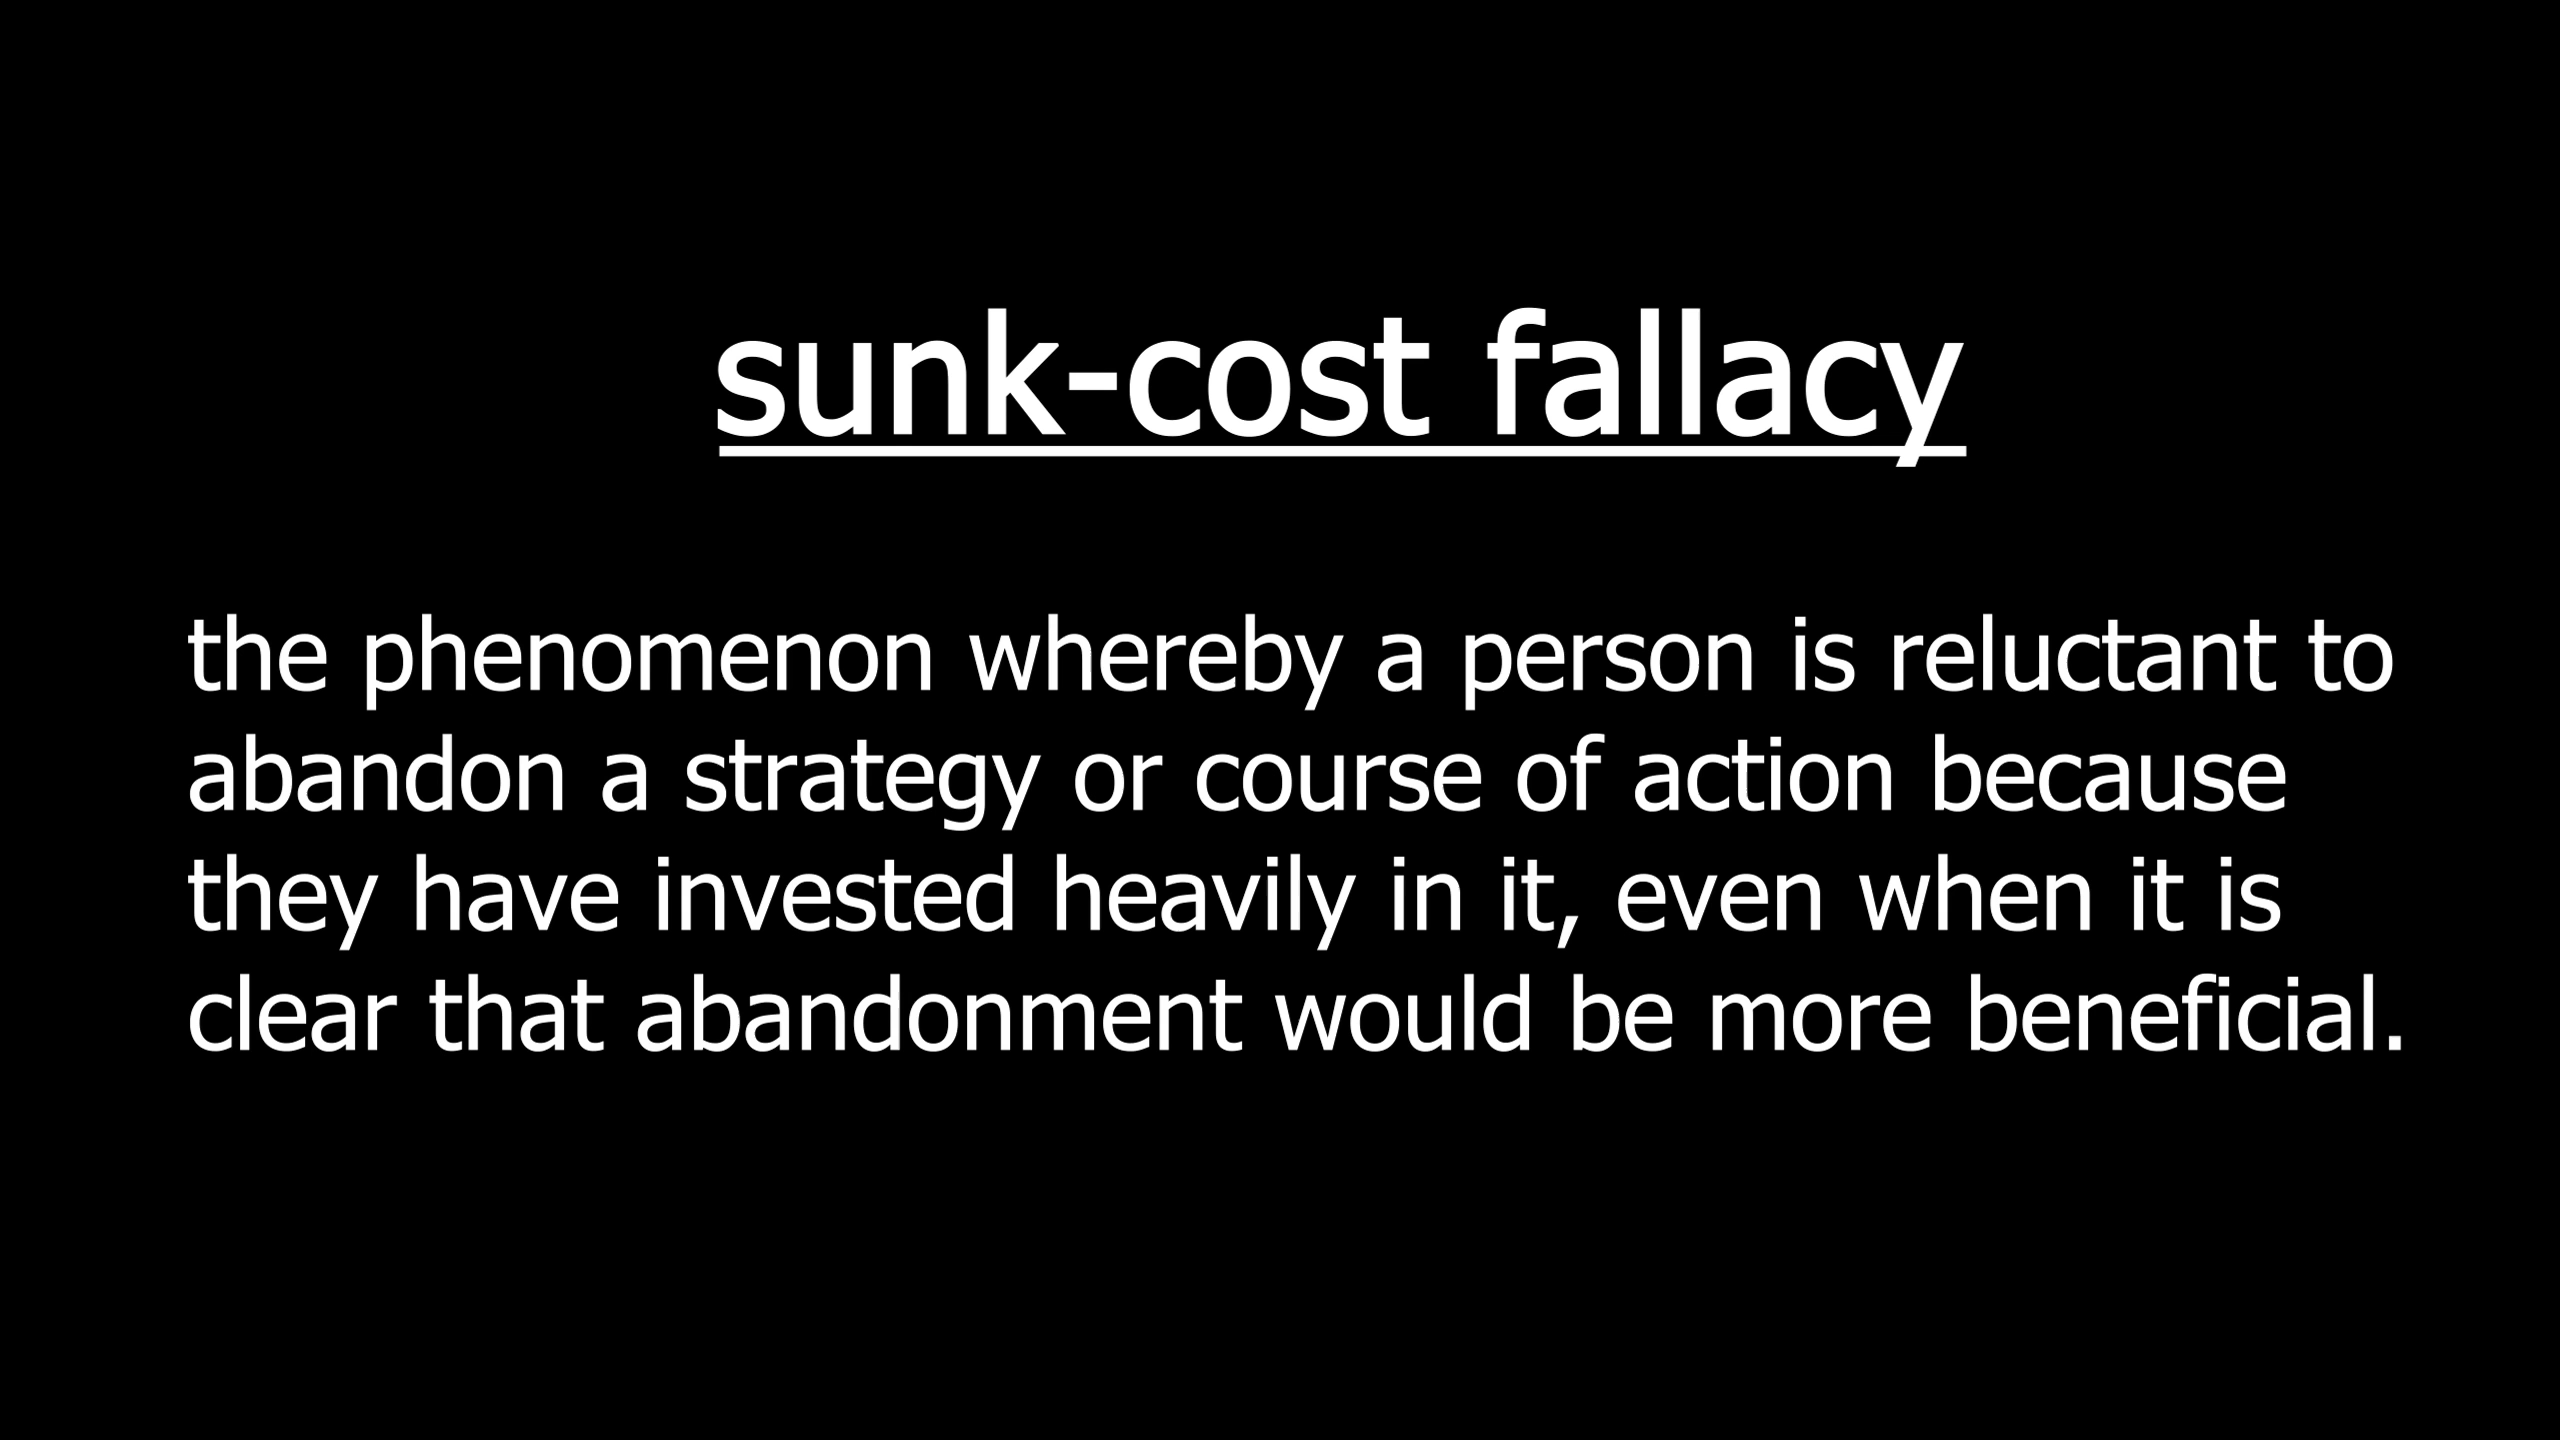 sunk-cost fallacy
the phenomenon whereby a person is reluctant to
abandon a strategy or course of action because
they have invested heavily in it, even when it is
clear that abandonment would be more beneficial.